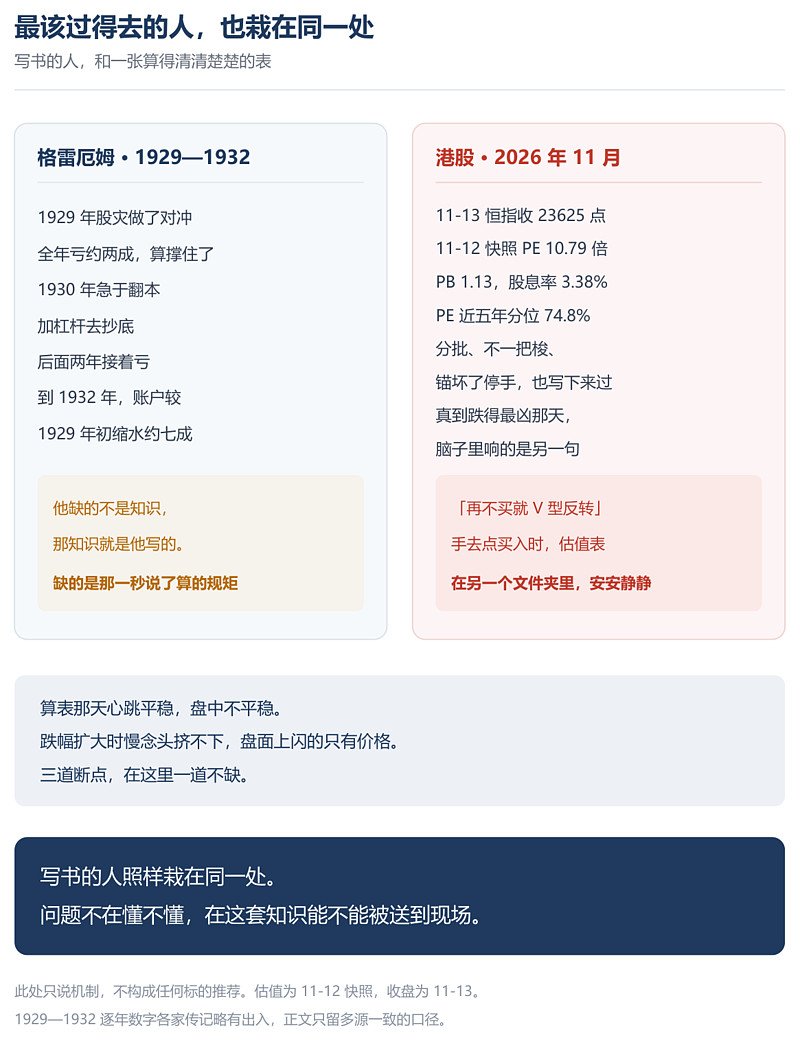 最该过得去的人，也栽在同一处
写书的人，和一张算得清清楚楚的表
格雷厄姆 • 1929—1932
1929 年股灾做了对冲
全年亏约两成，算撑住了
1930 年急于翻本
加杠杆去抄底
后面两年接着亏
到 1932 年，账户较
1929 年初缩水约七成
他缺的不是知识，
那知识就是他写的。
缺的是那一秒说了算的规矩
港股 • 2026 年 11 月
11-13 恒指收 23625 点
11-12 快照 PE 10.79 倍
PB 1.13，股息率 3.38%
PE 近五年分位 74.8%
分批、不一把梭、
锚坏了停手，也写下来过
真到跌得最凶那天，
脑子里响的是另一句
「再不买就 V 型反转」
手去点买入时，估值表
在另一个文件夹里，安安静静
算表那天心跳平稳，盘中不平稳。
跌幅扩大时慢念头挤不下，盘面上闪的只有价格。
三道断点，在这里一道不缺。
写书的人照样栽在同一处。
问题不在懂不懂，在这套知识能不能被送到现场。
此处只说机制，不构成任何标的推荐。估值为 11-12 快照，收盘为 11-13。
1929—1932 逐年数字各家传记略有出入，正文只留多源一致的口径。